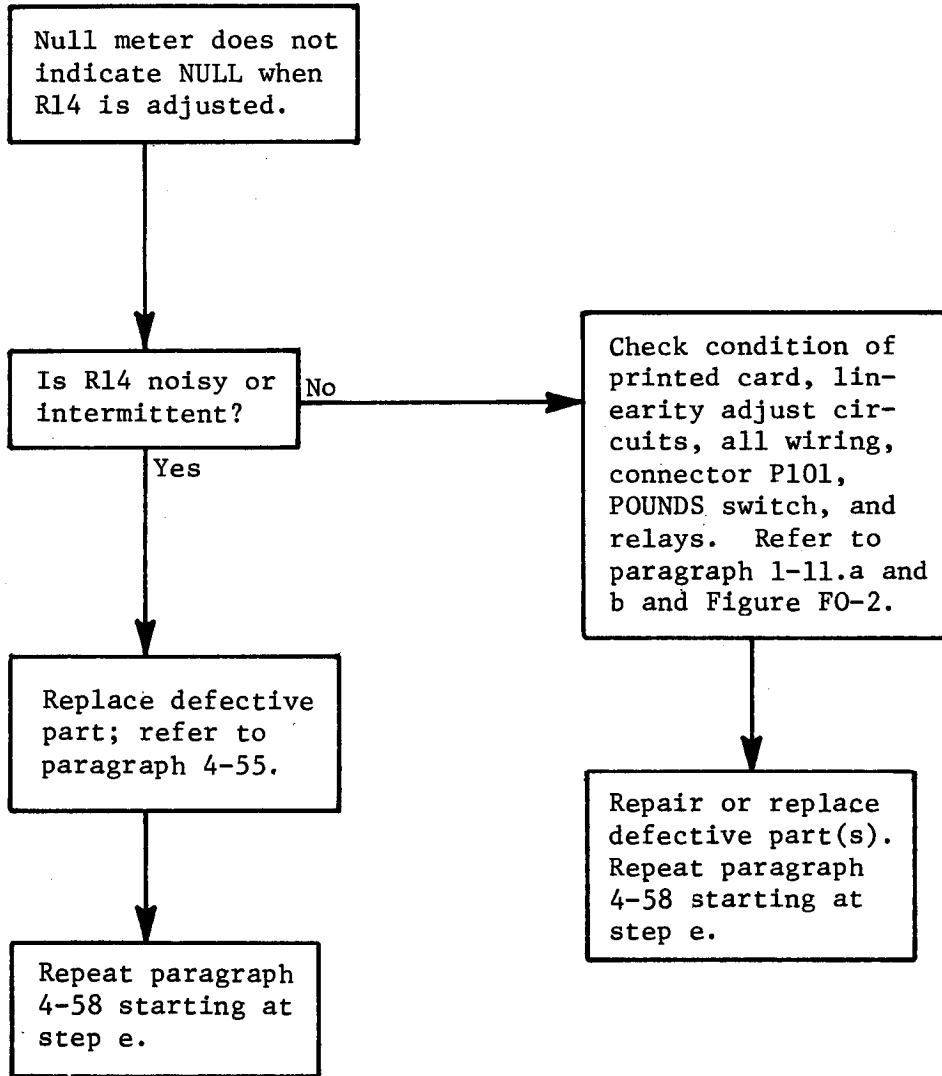 Null meter does not
indicate NULL when
R14 is adjusted.
Is R14 noisy or
intermittent?
No
Yes
Check condition of
printed card, lin-
earity adjust cir-
cuits, all wiring,
connector P101,
POUNDS switch, and
relays. Refer to
paragraph 1-11.a and
b and Figure FO-2.
Replace defective
part; refer to
paragraph 4-55.
Repair or replace
defective part(s).
Repeat paragraph
4-58 starting at
step e.
Repeat paragraph
4-58 starting at
step e.